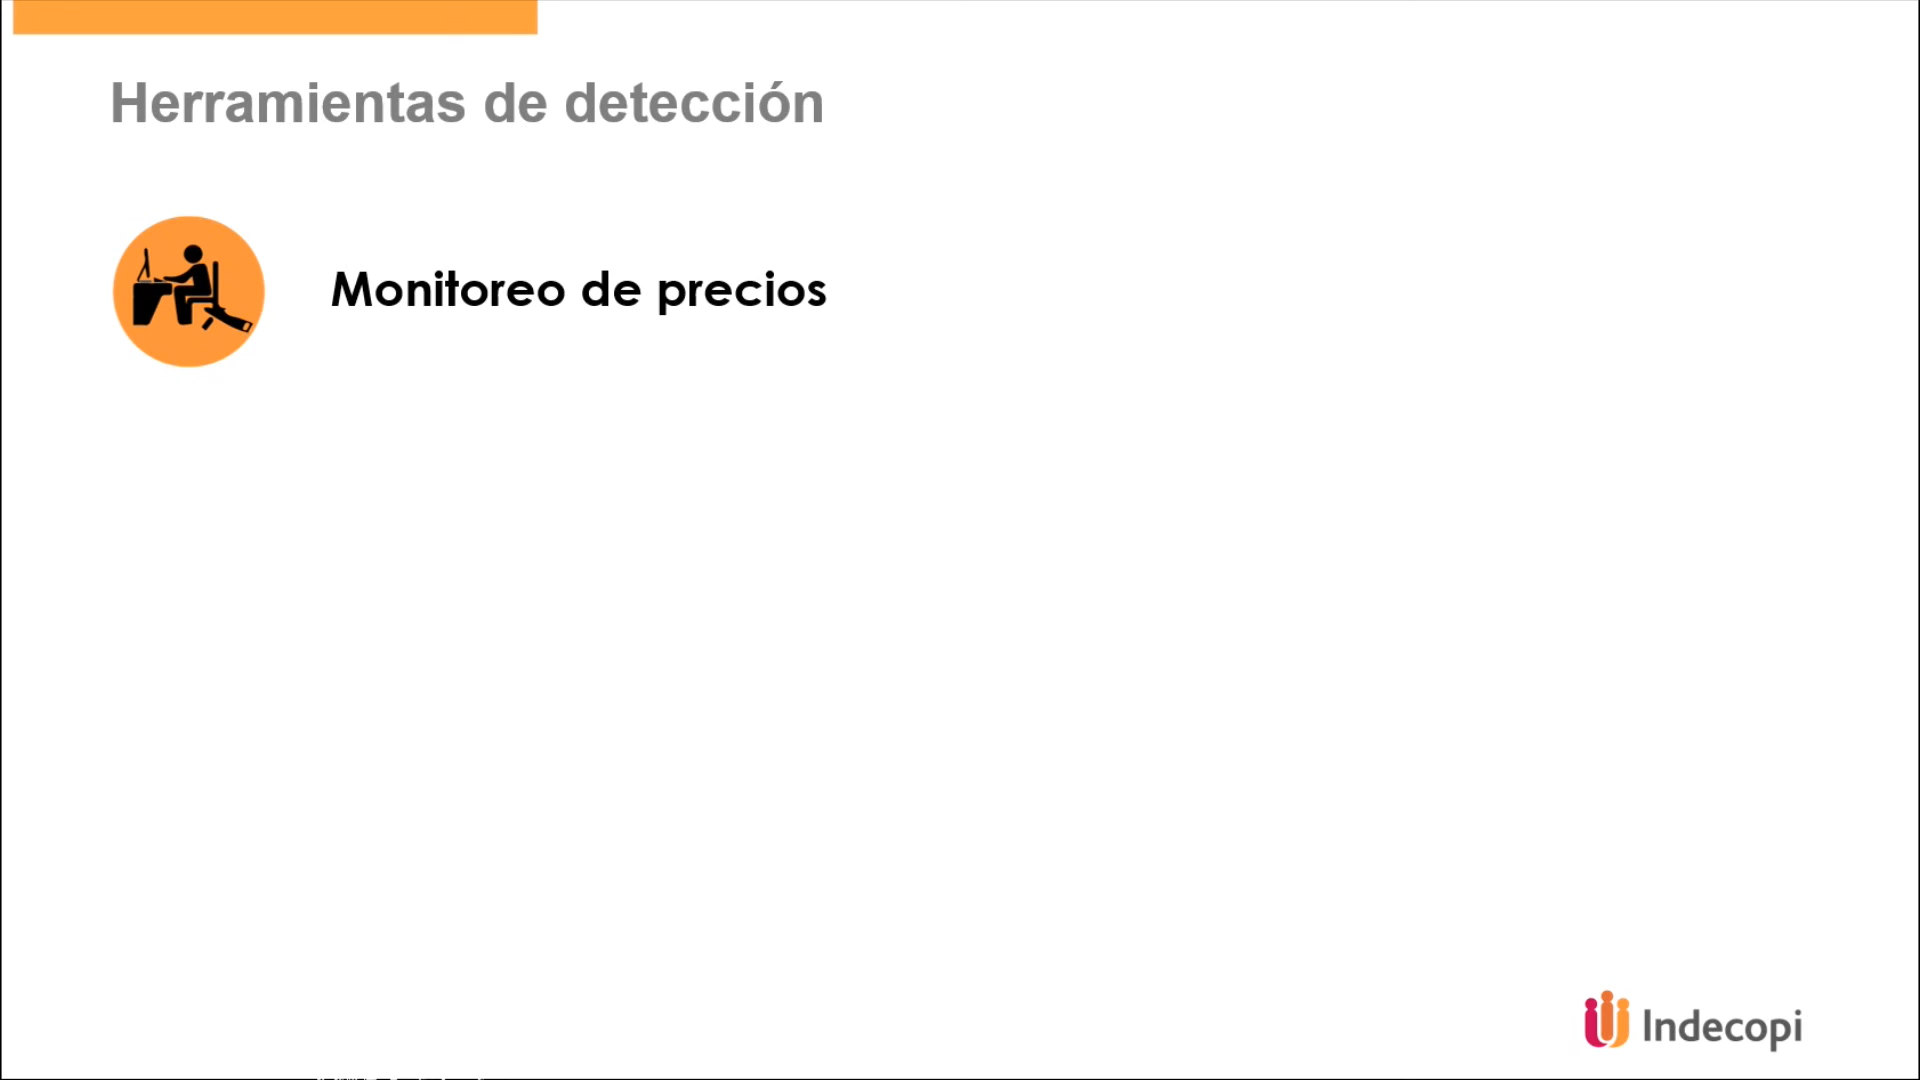 Herramientas de detección
Monitoreo de precios
Indecopi